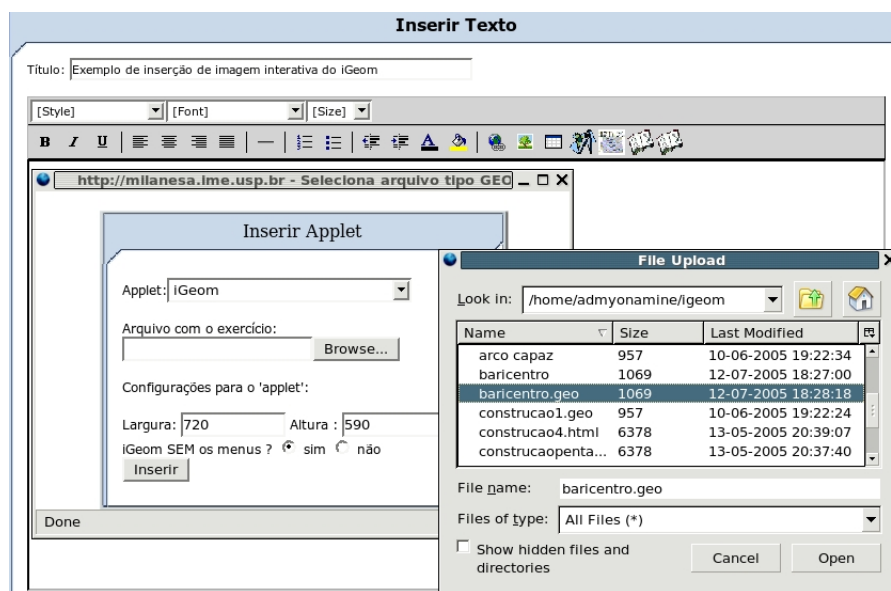 Inserir Texto
Título: Exemplo de inserção de imagem interativa do iGeom
[Style] [Font] [Size]
B I U A
http://milanesa.ime.usp.br - Seleciona arquivo tipo GEO
Inserir Applet
Applet: iGeom
Arquivo com o exercício:
Browse...
Configurações para o 'applet':
Largura: 720 Altura : 590
iGeom SEM os menus ? sim não
Inserir
Done
File Upload
Look in: /home/admyonamine/igeom
Name Size Last Modified
arco capaz 957 10-06-2005 19:22:34
baricentro 1069 12-07-2005 18:27:00
baricentro.geo 1069 12-07-2005 18:28:18
construcao1.geo 957 10-06-2005 19:22:24
construcao4.html 6378 13-05-2005 20:39:07
construcaopenta... 6378 13-05-2005 20:37:40
File name: baricentro.geo
Files of type: All Files (*)
Show hidden files and
directories
Cancel Open